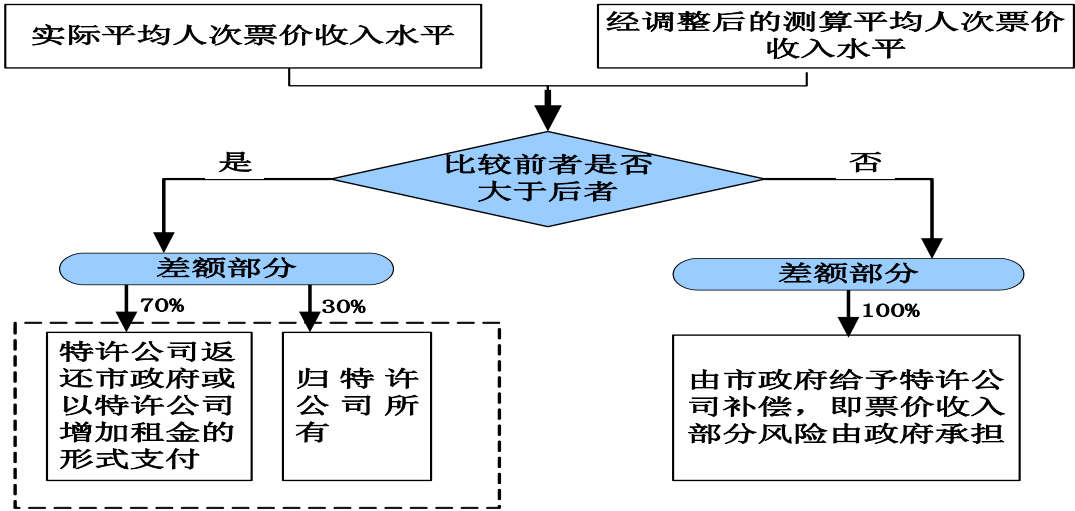 实际平均人次票价收入水平
经调整后的测算平均人次票价
收入水平
比较前者是否
大于后者
是
否
差额部分
差额部分
70%
30%
100%
特许公司返
还市政府或
以特许公司
增加租金的
形式支付
归特许
公司所
有
由市政府给予特许公
司补偿，即票价收入
部分风险由政府承担